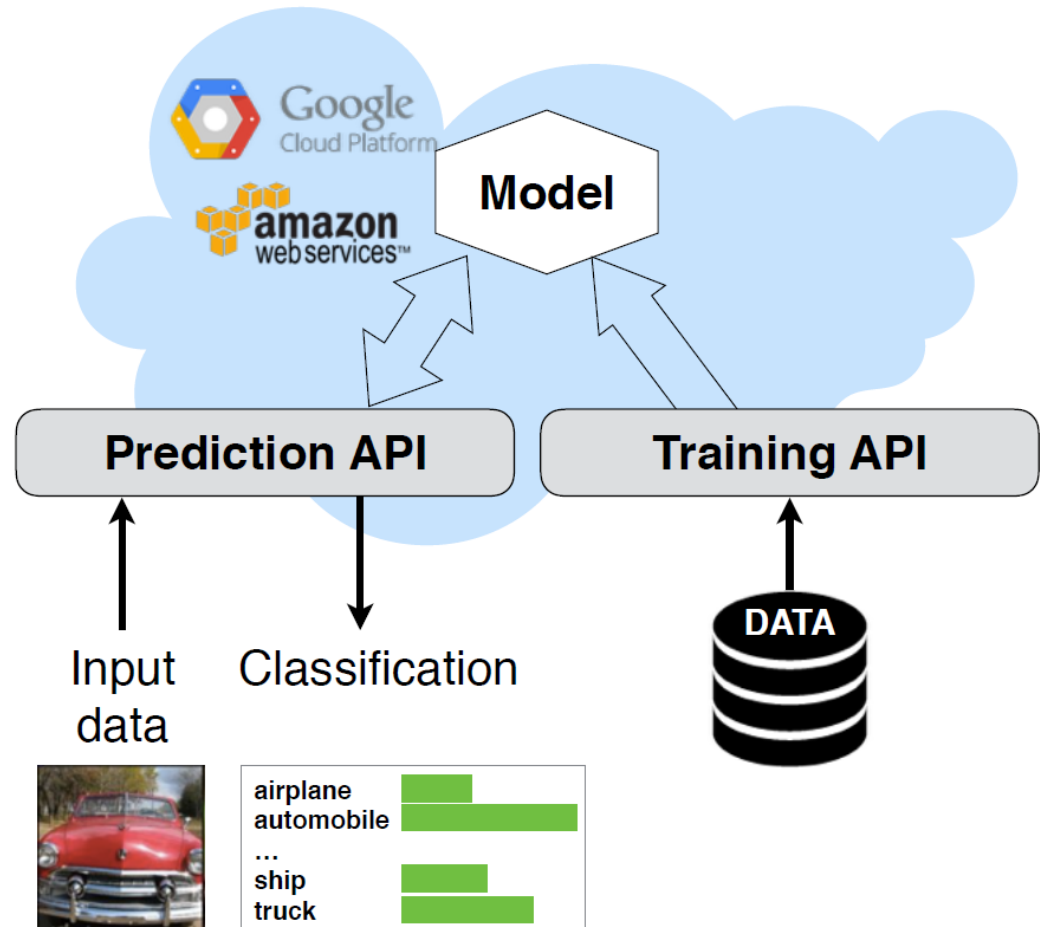 Google
Cloud Platform
amazon
web services™
Model
Prediction API
Training API
Input
data
Classification
DATA
airplane
automobile
...
ship
truck